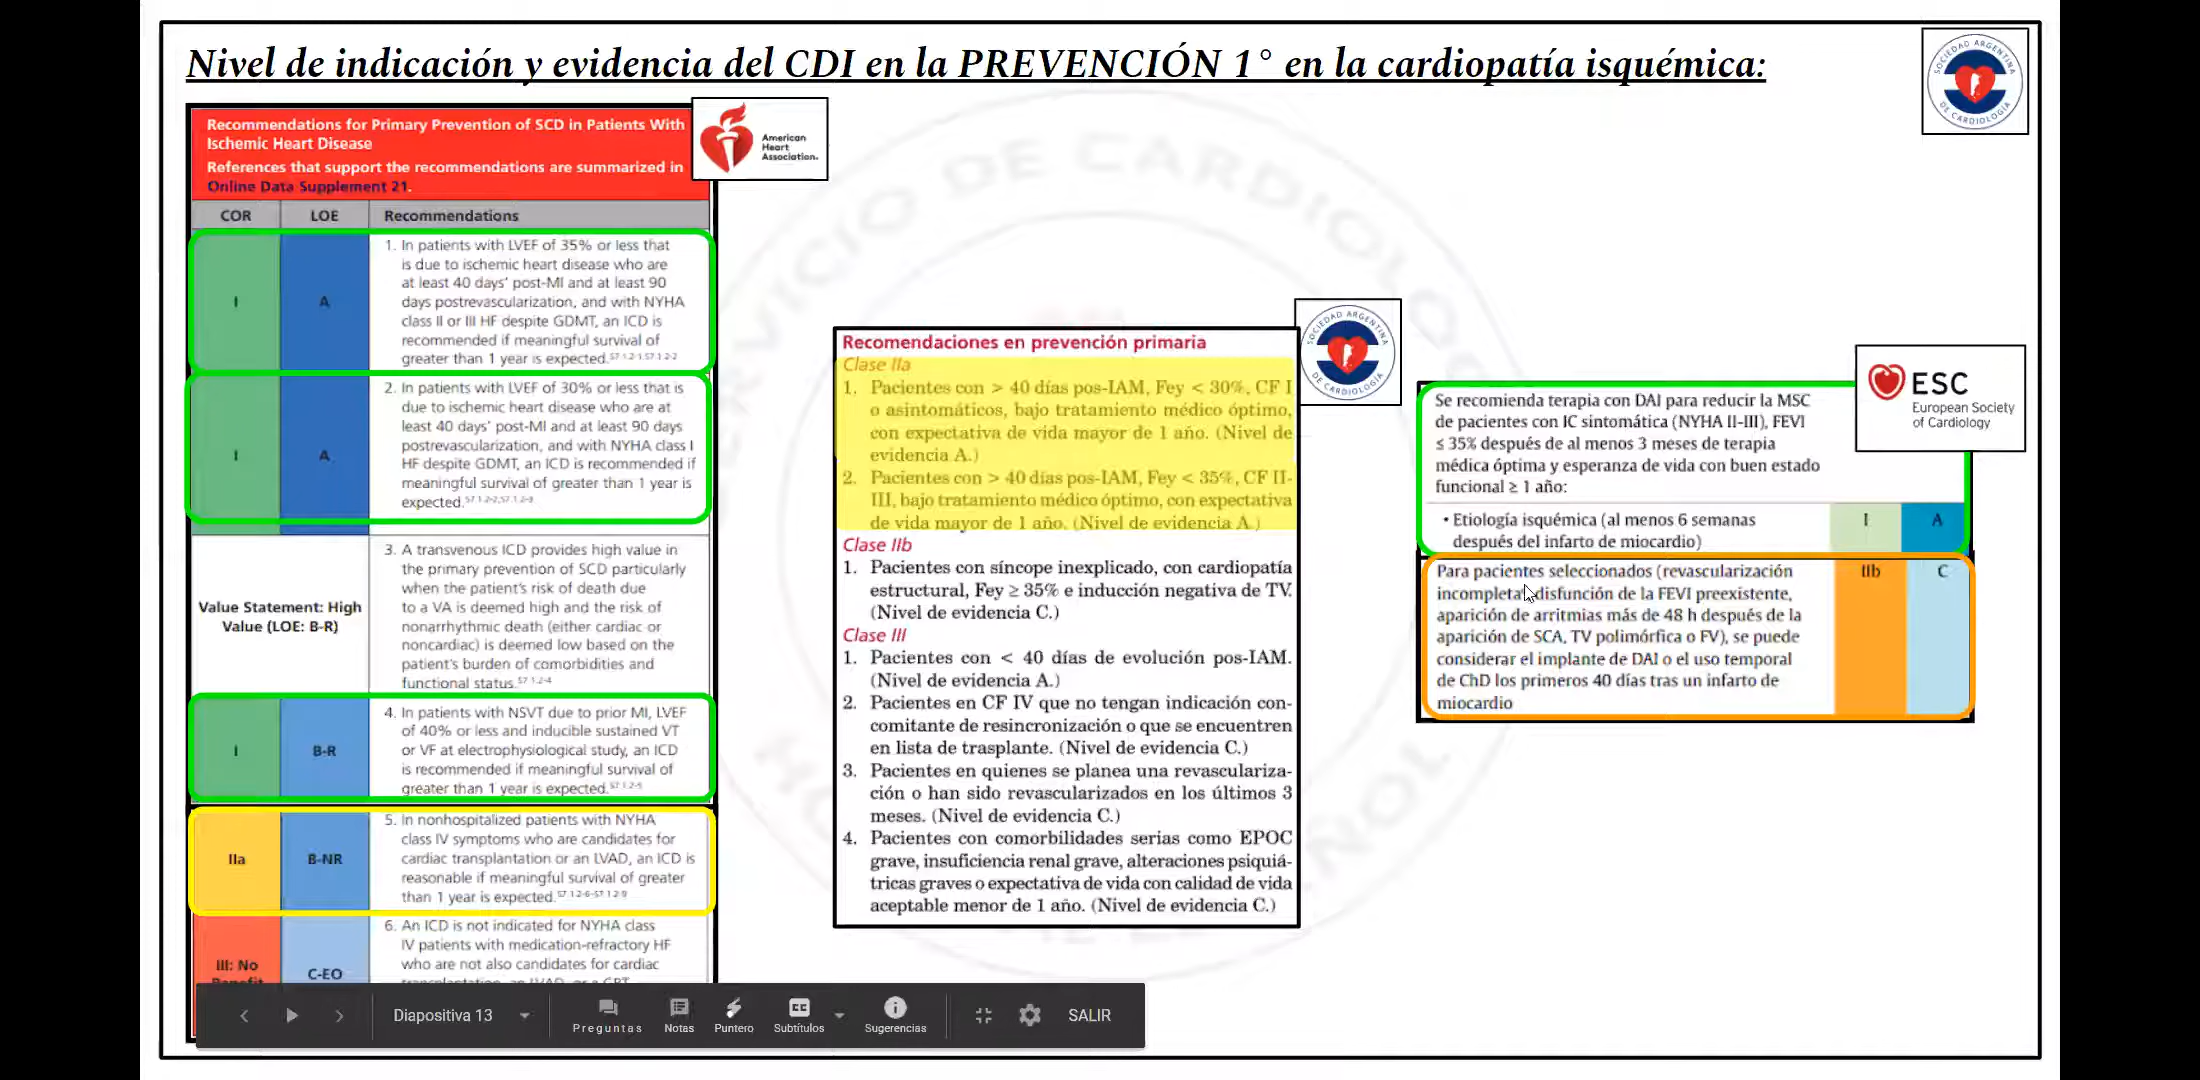 Nivel de indicación y evidencia del CDI en la PREVENCIÓN 1° en la cardiopatía isquémica:
SOCIEDAD ARGENTINA
DE CARDIOLOGÍA
Recommendations for Primary Prevention of SCD in Patients With
Ischemic Heart Disease
References that support the recommendations are summarized in
Online Data Supplement 21.
American
Heart
Association.
COR LOE Recommendations
I A
1. In patients with LVEF of 35% or less that
is due to ischemic heart disease who are
at least 40 days' post-MI and at least 90
days postrevascularization, and with NYHA
class II or III HF despite GDMT, an ICD is
recommended if meaningful survival of
greater than 1 year is expected.
I A
2. In patients with LVEF of 30% or less that is
due to ischemic heart disease who are at
least 40 days' post-MI and at least 90 days
postrevascularization, and with NYHA class I
HF despite GDMT, an ICD is recommended if
meaningful survival of greater than 1 year is
expected.
Value Statement: High
Value (LOE: B-R)
3. A transvenous ICD provides high value in
the primary prevention of SCD particularly
when the patient's risk of death due
to a VA is deemed high and the risk of
nonarrhythmic death (either cardiac or
noncardiac) is deemed low based on the
patient's burden of comorbidities and
functional status.
I B-R
4. In patients with NSVT due to prior MI, LVEF
of 40% or less and inducible sustained VT
or VF at electrophysiological study, an ICD
is recommended if meaningful survival of
greater than 1 year is expected.
IIa B-NR
5. In nonhospitalized patients with NYHA
class IV symptoms who are candidates for
cardiac transplantation or an LVAD, an ICD is
reasonable if meaningful survival of greater
than 1 year is expected.
III: No
C-EO
6. An ICD is not indicated for NYHA class
IV patients with medication-refractory HF
who are not also candidates for cardiac
SOCIEDAD ARGENTINA
DE CARDIOLOGÍA
Recomendaciones en prevención primaria
Clase IIa
1. Pacientes con > 40 días pos-IAM, Fey < 30%, CF I
o asintomáticos, bajo tratamiento médico óptimo,
con expectativa de vida mayor de 1 año. (Nivel de
evidencia A.)
2. Pacientes con > 40 días pos-IAM, Fey < 35%, CF II-
III, bajo tratamiento médico óptimo, con expectativa
de vida mayor de 1 año. (Nivel de evidencia A.)
Clase IIb
1. Pacientes con síncope inexplicado, con cardiopatía
estructural, Fey ≥ 35% e inducción negativa de TV.
(Nivel de evidencia C.)
Clase III
1. Pacientes con < 40 días de evolución pos-IAM.
(Nivel de evidencia A.)
2. Pacientes en CF IV que no tengan indicación con-
comitante de resincronización o que se encuentren
en lista de trasplante. (Nivel de evidencia C.)
3. Pacientes en quienes se planea una revasculariza-
ción o han sido revascularizados en los últimos 3
meses. (Nivel de evidencia C.)
4. Pacientes con comorbilidades serias como EPOC
grave, insuficiencia renal grave, alteraciones psiquiá-
tricas graves o expectativa de vida con calidad de vida
aceptable menor de 1 año. (Nivel de evidencia C.)
ESC
European Society
of Cardiology
Se recomienda terapia con DAI para reducir la MSC
de pacientes con IC sintomática (NYHA II-III), FEVI
≤ 35% después de al menos 3 meses de terapia
médica óptima y esperanza de vida con buen estado
funcional ≥ 1 año:
• Etiología isquémica (al menos 6 semanas
después del infarto de miocardio)
I A
Para pacientes seleccionados (revascularización
incompleta, disfunción de la FEVI preexistente,
aparición de arritmias más de 48 h después de la
aparición de SCA, TV polimórfica o FV), se puede
considerar el implante de DAI o el uso temporal
de ChD los primeros 40 días tras un infarto de
miocardio
IIb C
SERVICIO DE CARDIOLOG
Diapositiva 13
Preguntas
Notas
Puntero
CC
Subtítulos
Sugerencias
SALIR